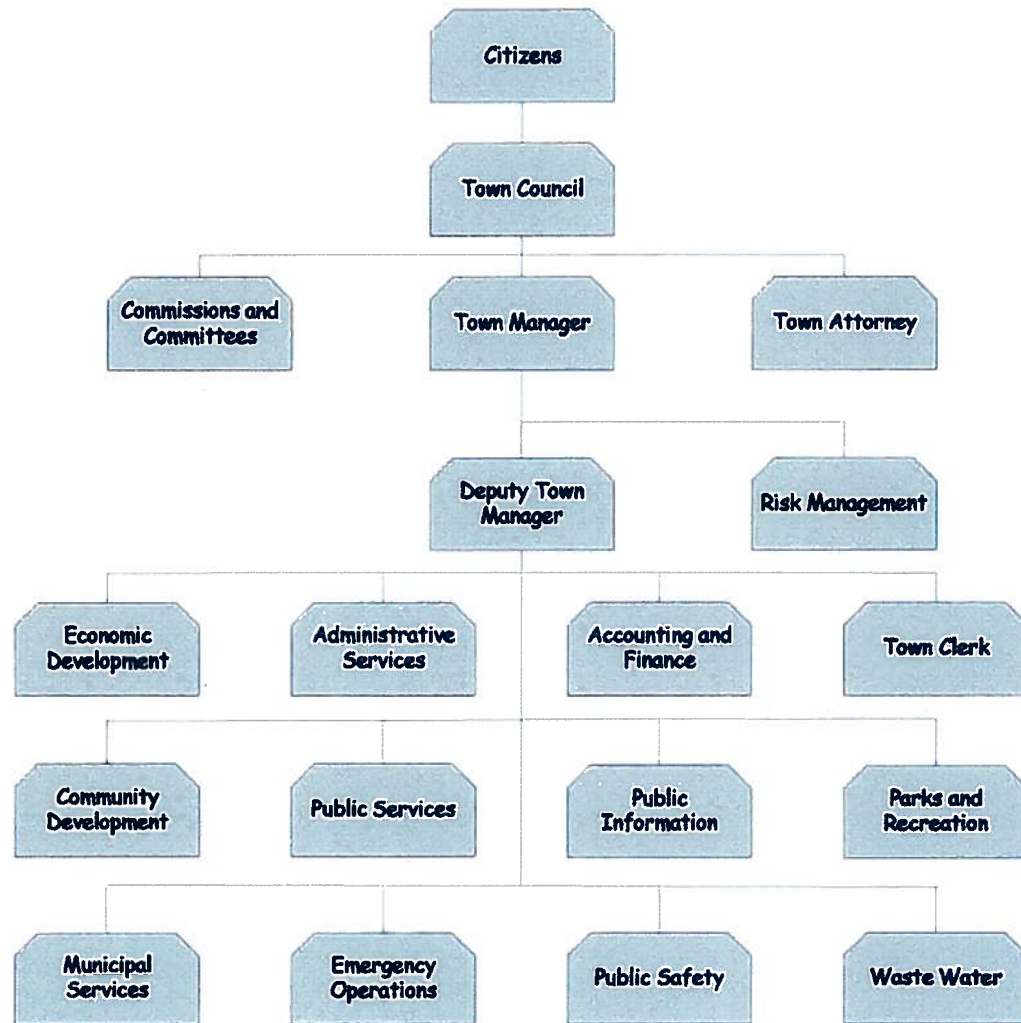 Citizens
Town Council
Commissions and
Committees
Town Manager
Town Attorney
Deputy Town
Manager
Risk Management
Economic
Development
Administrative
Services
Accounting and
Finance
Town Clerk
Community
Development
Public Services
Public
Information
Parks and
Recreation
Municipal
Services
Emergency
Operations
Public Safety
Waste Water